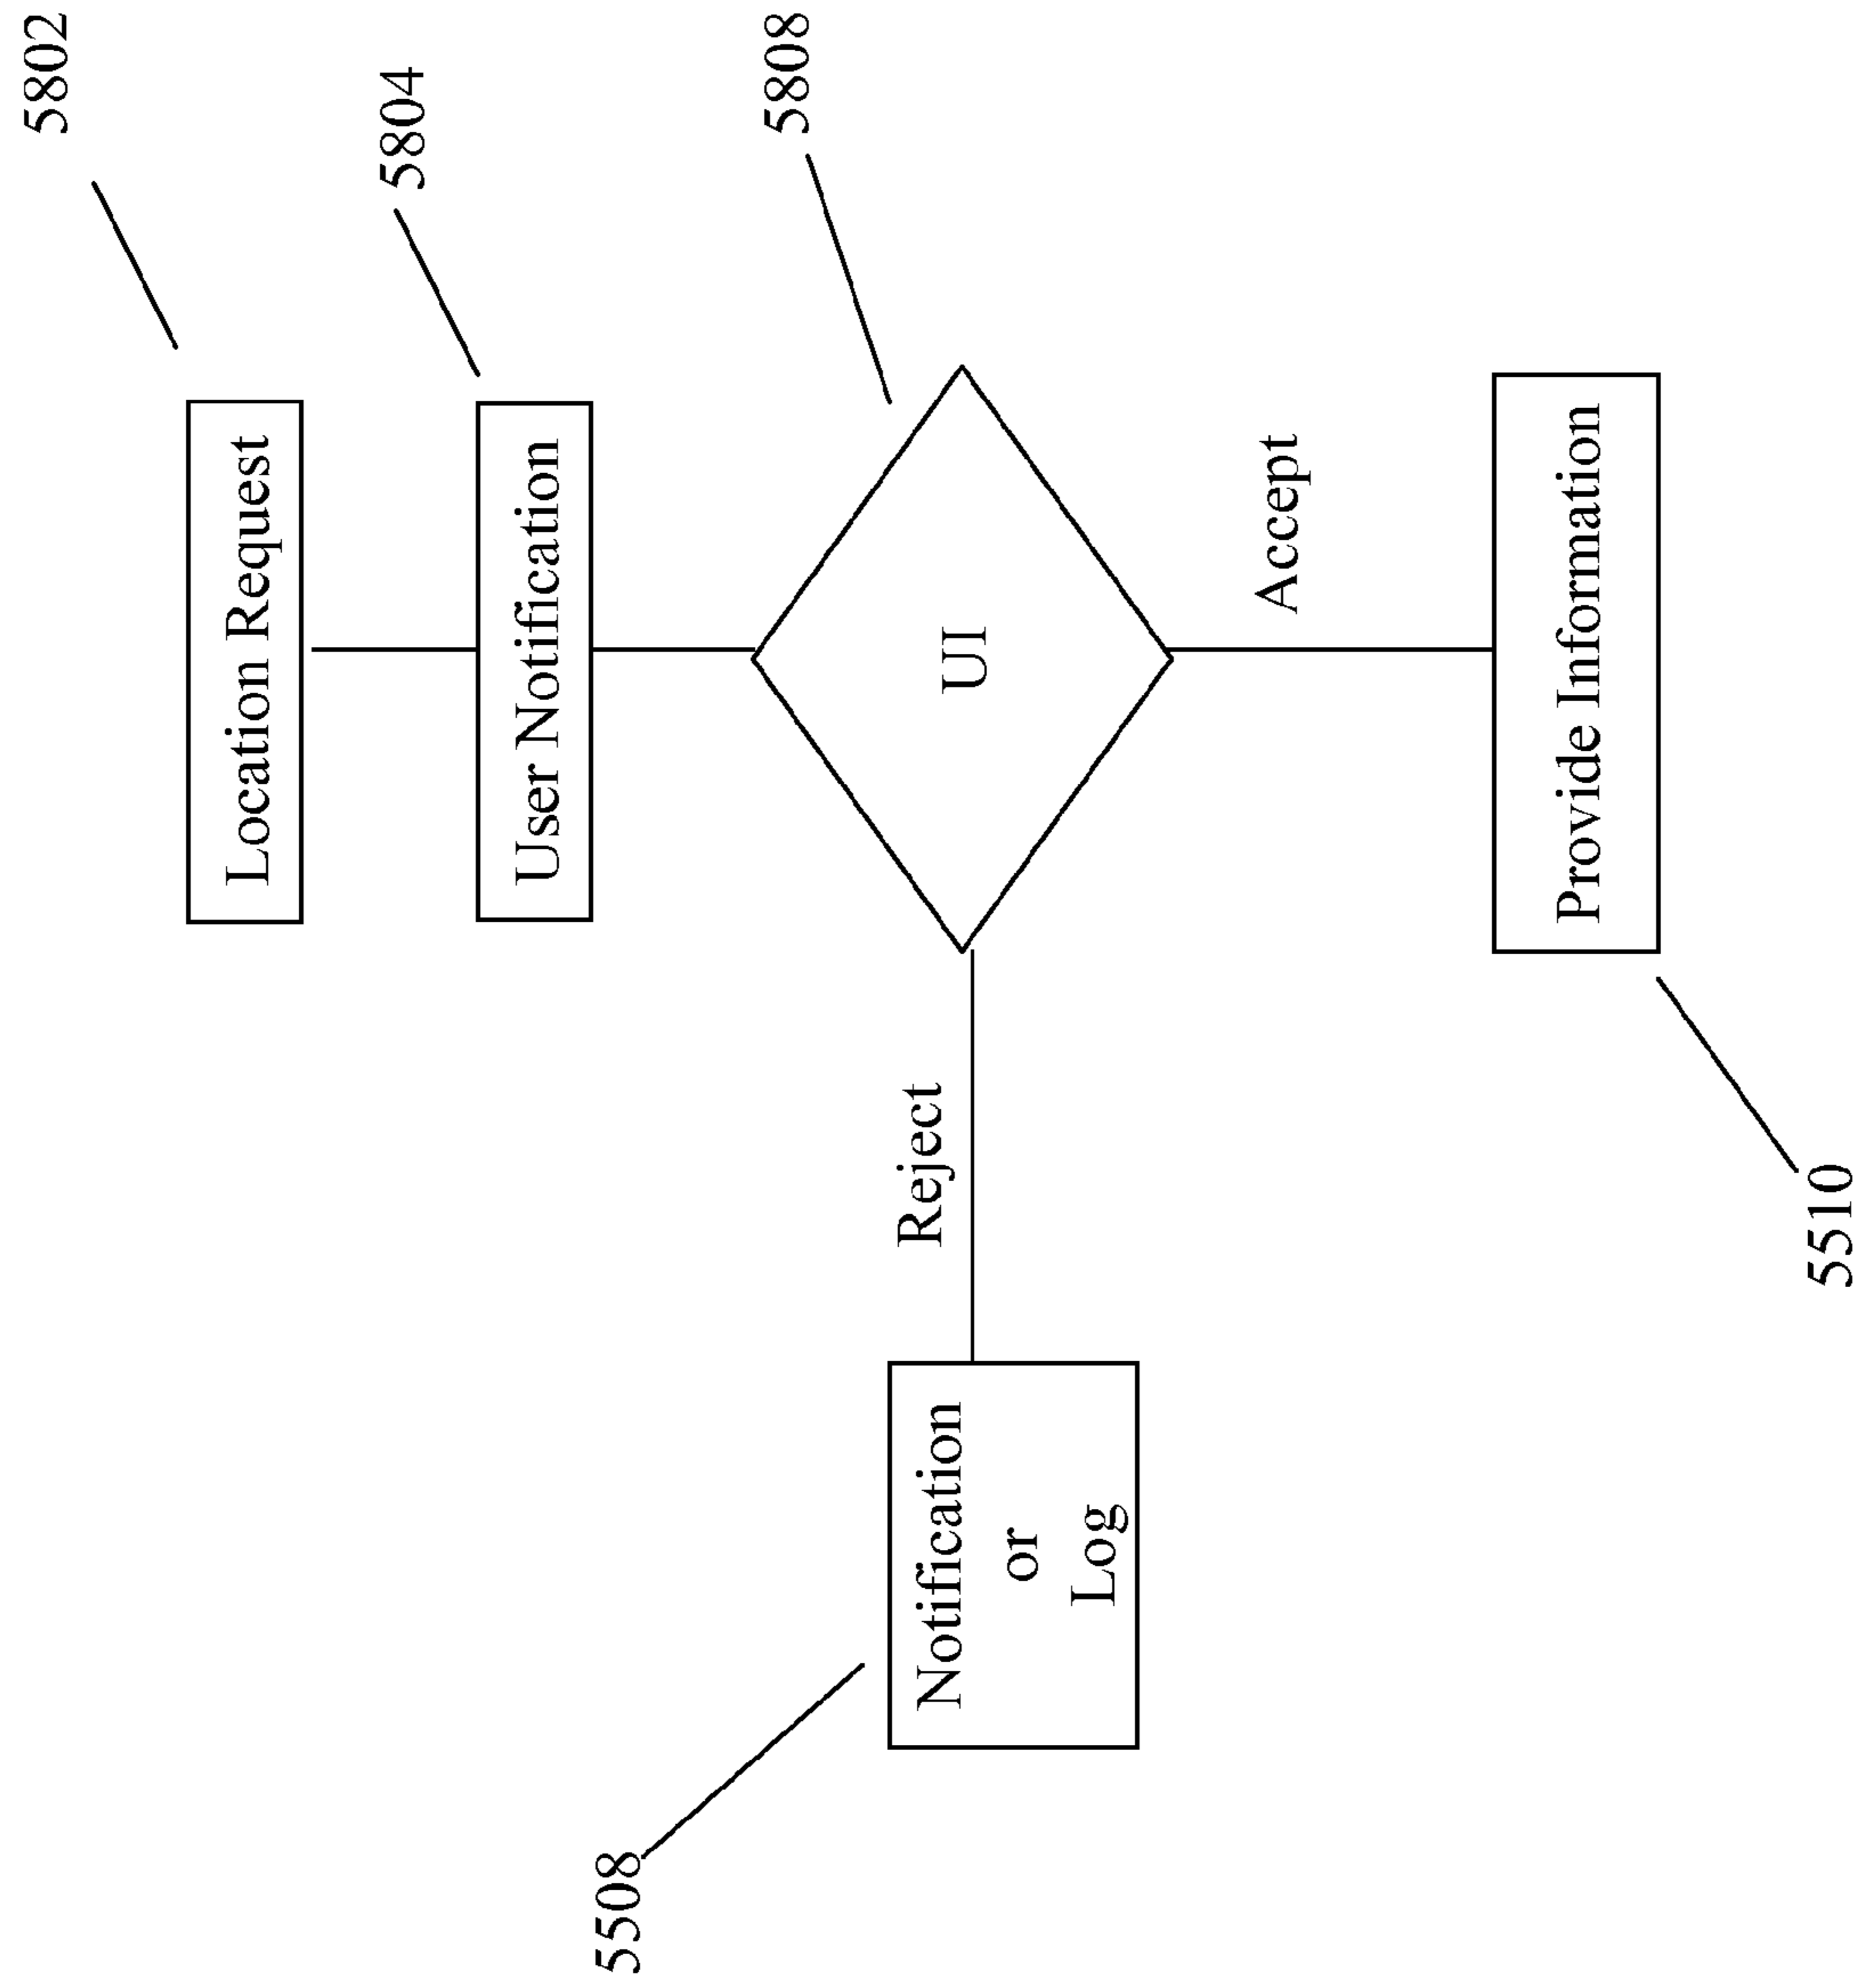 Location Request
5802
User Notification
5804
UI
5808
Reject
Notification
or
Log
5508
Accept
Provide Information
5510